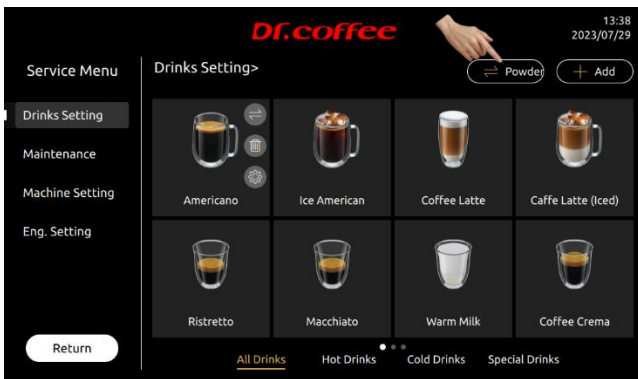 Dr.coffee
13:38
2023/07/29
Service Menu
Drinks Setting>
Powder
Add
Drinks Setting
Maintenance
Machine Setting
Eng. Setting
Americano
Ice American
Coffee Latte
Caffe Latte (Iced)
Ristretto
Macchiato
Warm Milk
Coffee Crema
Return
All Drinks
Hot Drinks
Cold Drinks
Special Drinks